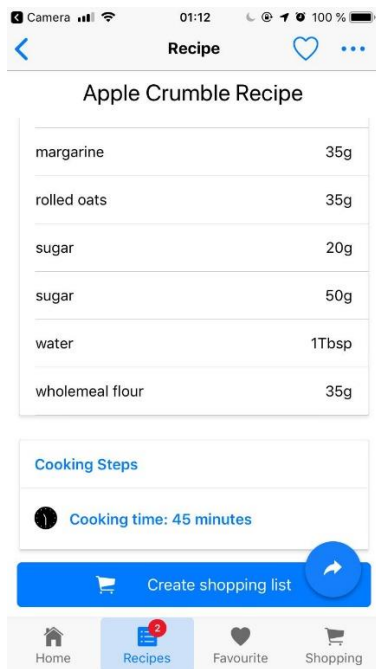 Camera 01:12 100 %
Recipe
Apple Crumble Recipe
margarine 35g
rolled oats 35g
sugar 20g
sugar 50g
water 1Tbsp
wholemeal flour 35g
Cooking Steps
Cooking time: 45 minutes
Create shopping list
2
Home Recipes Favourite Shopping